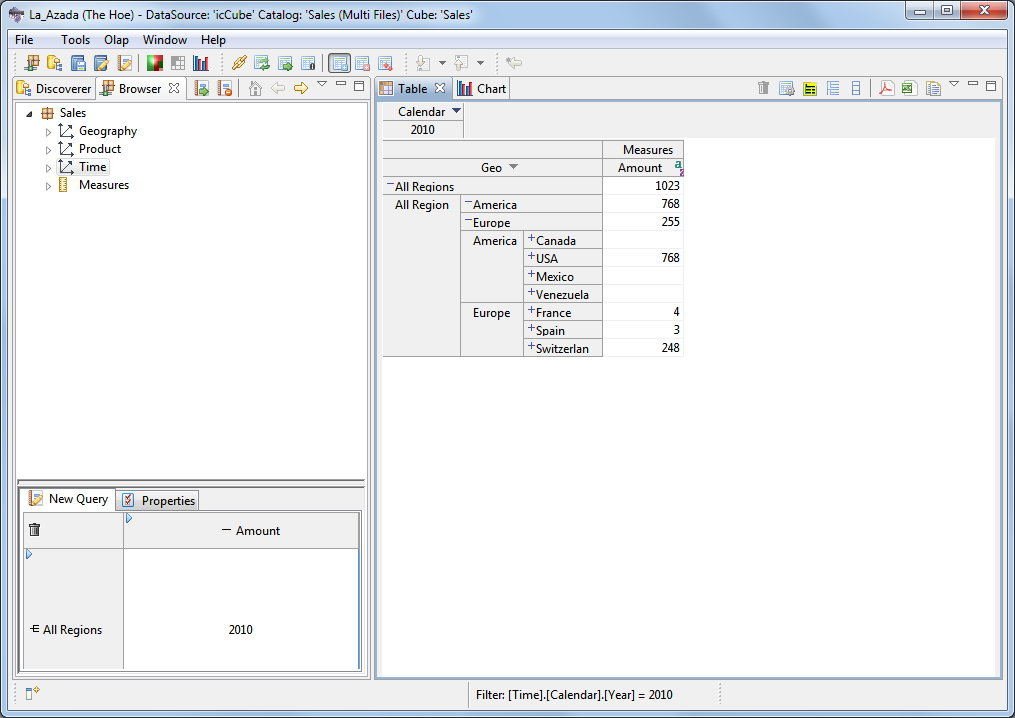 La_Azada (The Hoe) - DataSource: 'icCube' Catalog: 'Sales (Multi Files)' Cube: 'Sales'
File Tools Olap Window Help
Discoverer Browser
Sales
Geography
Product
Time
Measures
New Query Properties
Amount
All Regions 2010
Table Chart
Calendar
2010
Measures
Geo Amount
All Regions 1023
All Region America 768
Europe 255
America Canada
USA 768
Mexico
Venezuela
Europe France 4
Spain 3
Switzerlan 248
Filter: [Time].[Calendar].[Year] = 2010